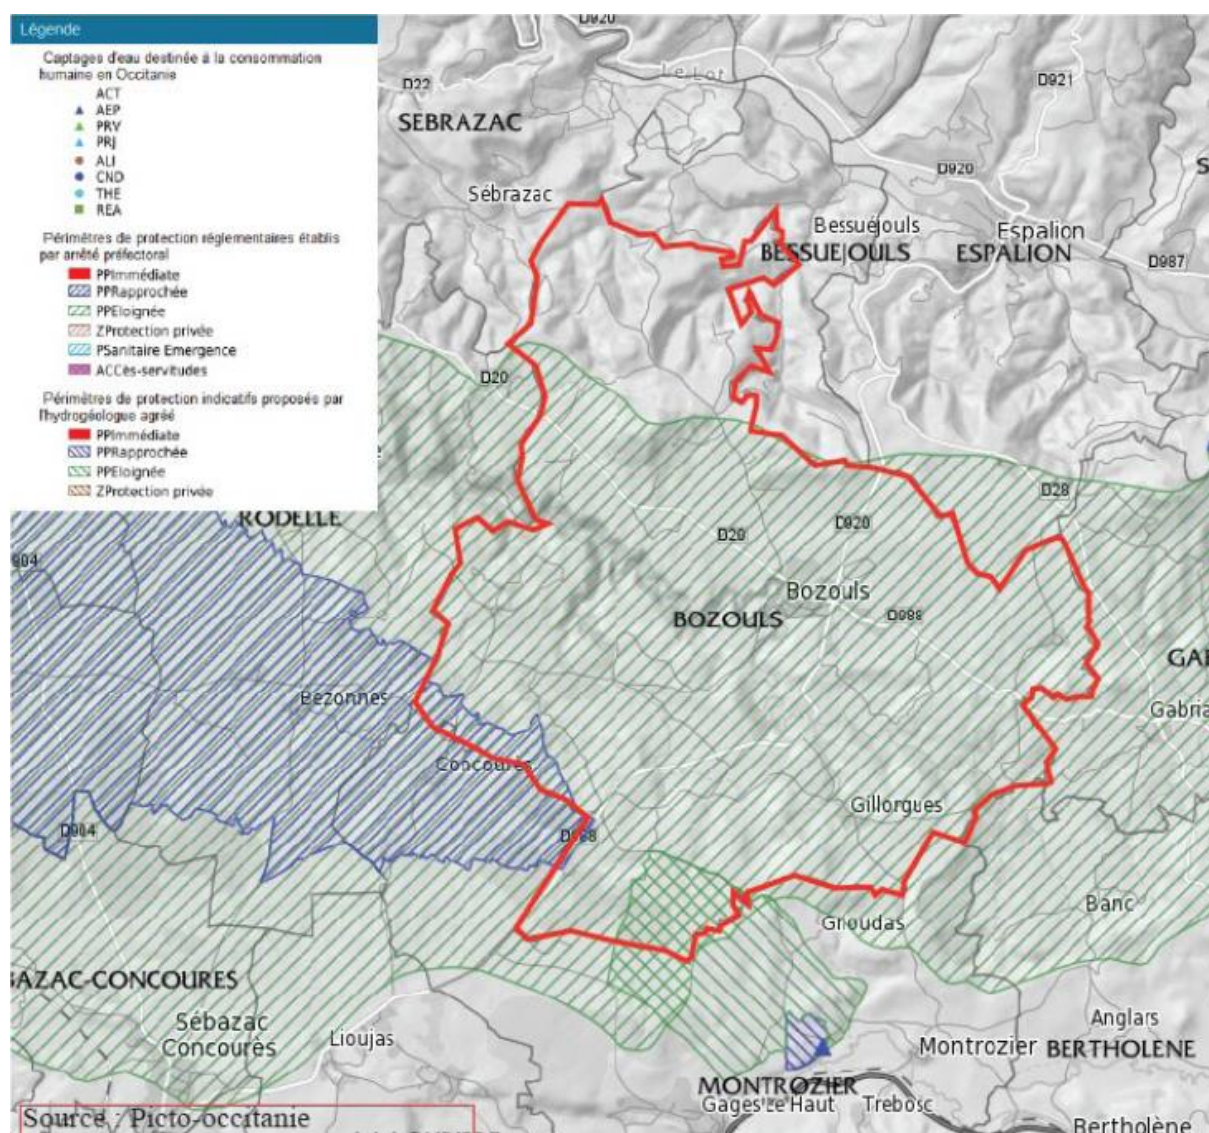 Légende
Captages d'eau destinée à la consommation
humaine en Occitanie
ACT
AEP
PRV
PRJ
ALI
CND
THE
REA
Périmètres de protection réglementaires établis
par arrêté préfectoral
PPImmédiate
PPRapprochée
PPEloignée
ZProtection privée
PSanitaire Emergence
ACCès-servitudes
Périmètres de protection indicatifs proposés par
l'hydrogéologue agréé
PPImmédiate
PPRapprochée
PPEloignée
ZProtection privée
D920
Le Lot
D22
D921
SEBRAZAC
D920
Sébrazac
Bessuéjouls
Espalion
BESSUEJOULS
ESPALION
D987
D20
D28
RODELLE
D920
D20
904
Bozouls
BOZOULS
D988
GAB
Bezonnes
Gabria
Concourès
Gillorgues
D904
D988
Banc
Gnoudas
AZAC-CONCOURES
Sébazac
Concourès
Lioujas
Anglars
Montrozier
BERTHOLENE
MONTROZIER
Gages Le Haut
Trebosc
Bertholène
Source : Picto-occitanie